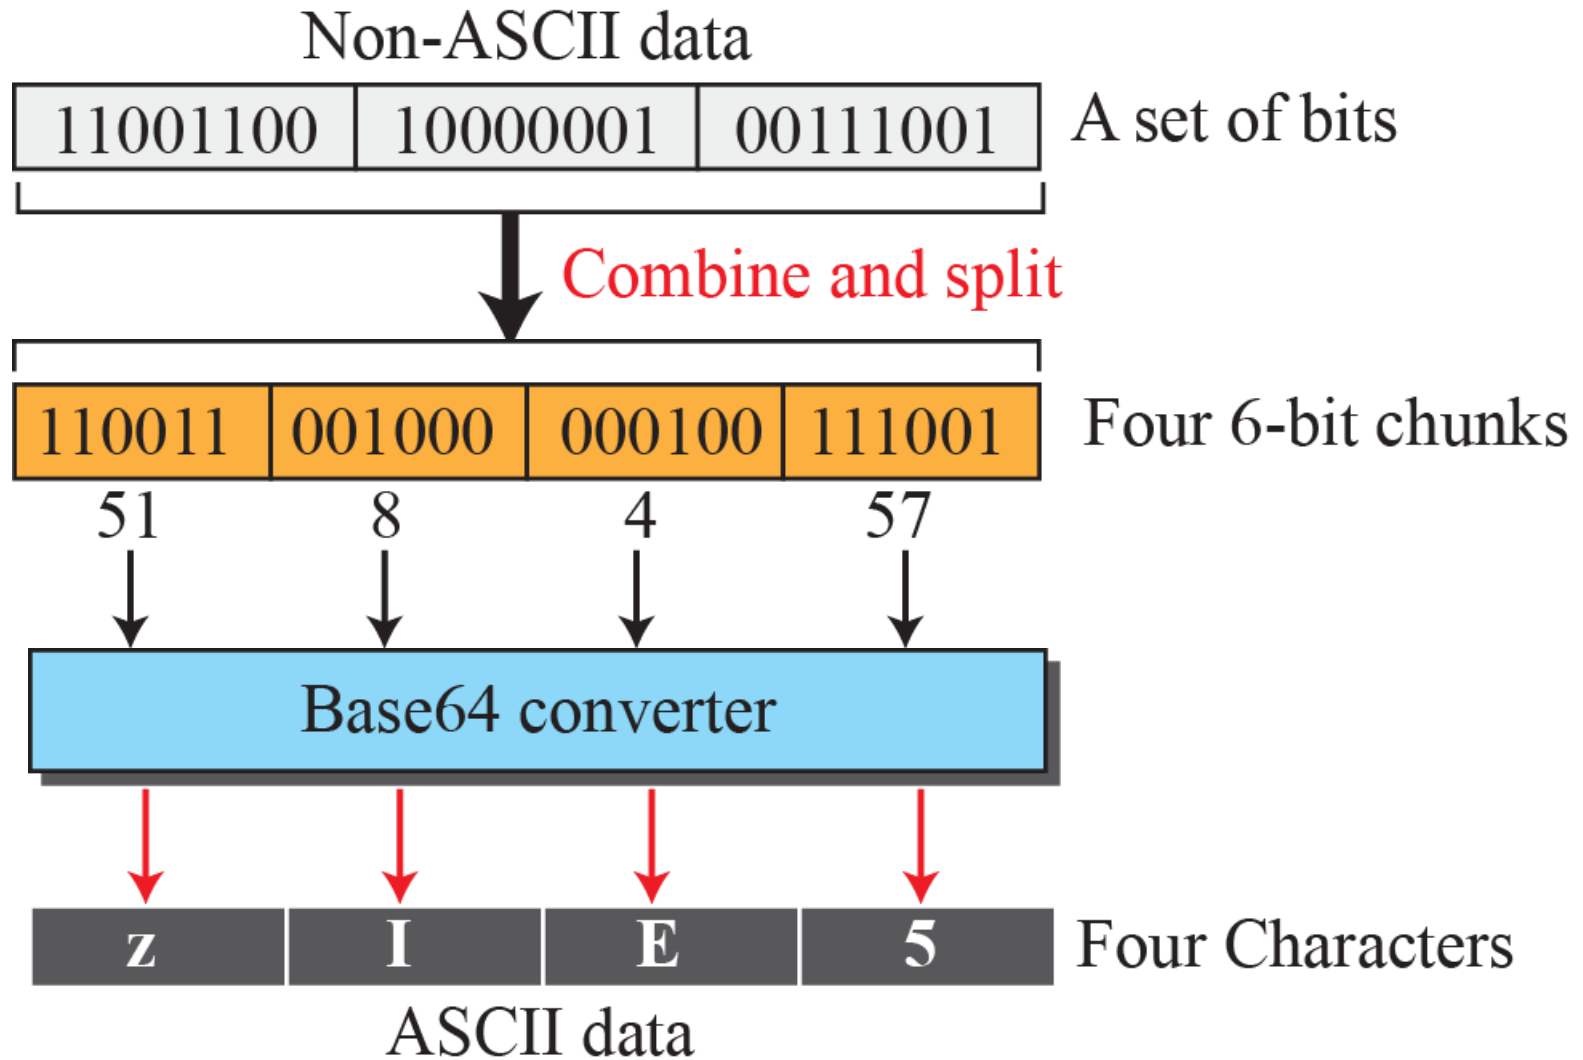 Non-ASCII data
11001100 10000001 00111001 A set of bits
Combine and split
110011 001000 000100 111001 Four 6-bit chunks
51 8 4 57
Base64 converter
z I E 5 Four Characters
ASCII data